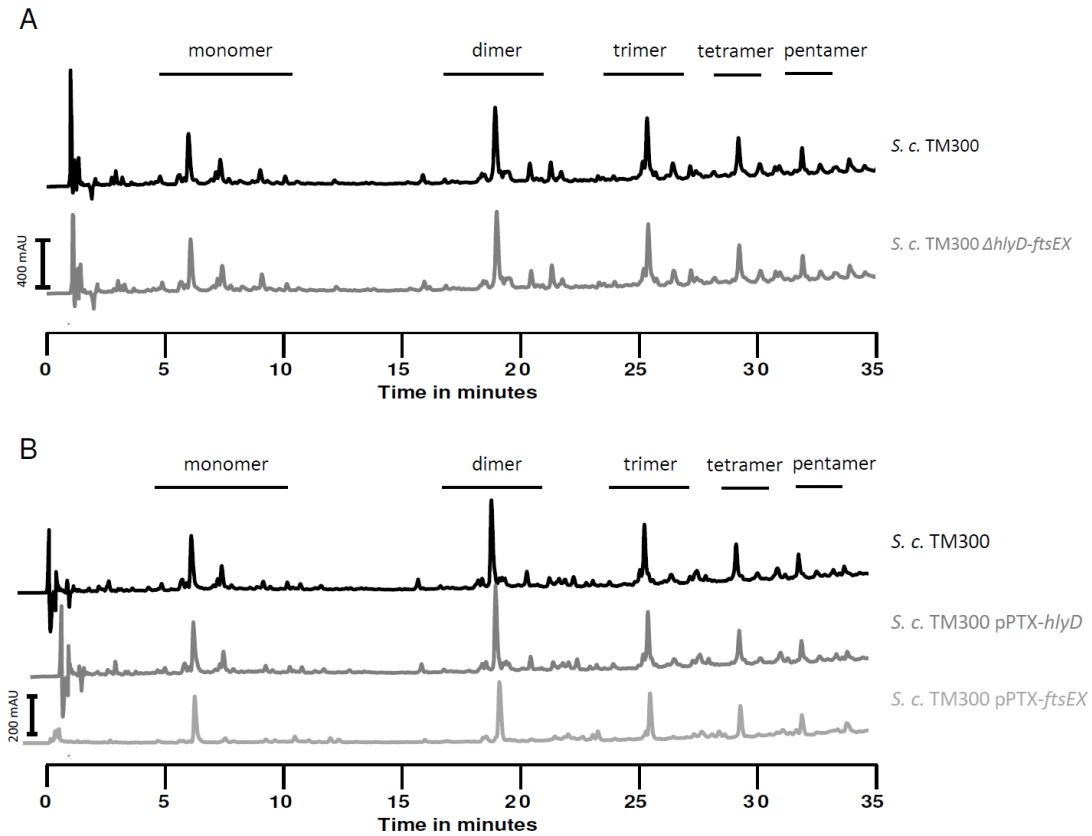 A
monomer dimer trimer tetramer pentamer
S. c. TM300
S. c. TM300 ΔhlyD-ftsEX
400 mAU
0 5 10 15 20 25 30 35
Time in minutes
B
monomer dimer trimer tetramer pentamer
S. c. TM300
S. c. TM300 pPTX-hlyD
S. c. TM300 pPTX-ftsEX
200 mAU
0 5 10 15 20 25 30 35
Time in minutes